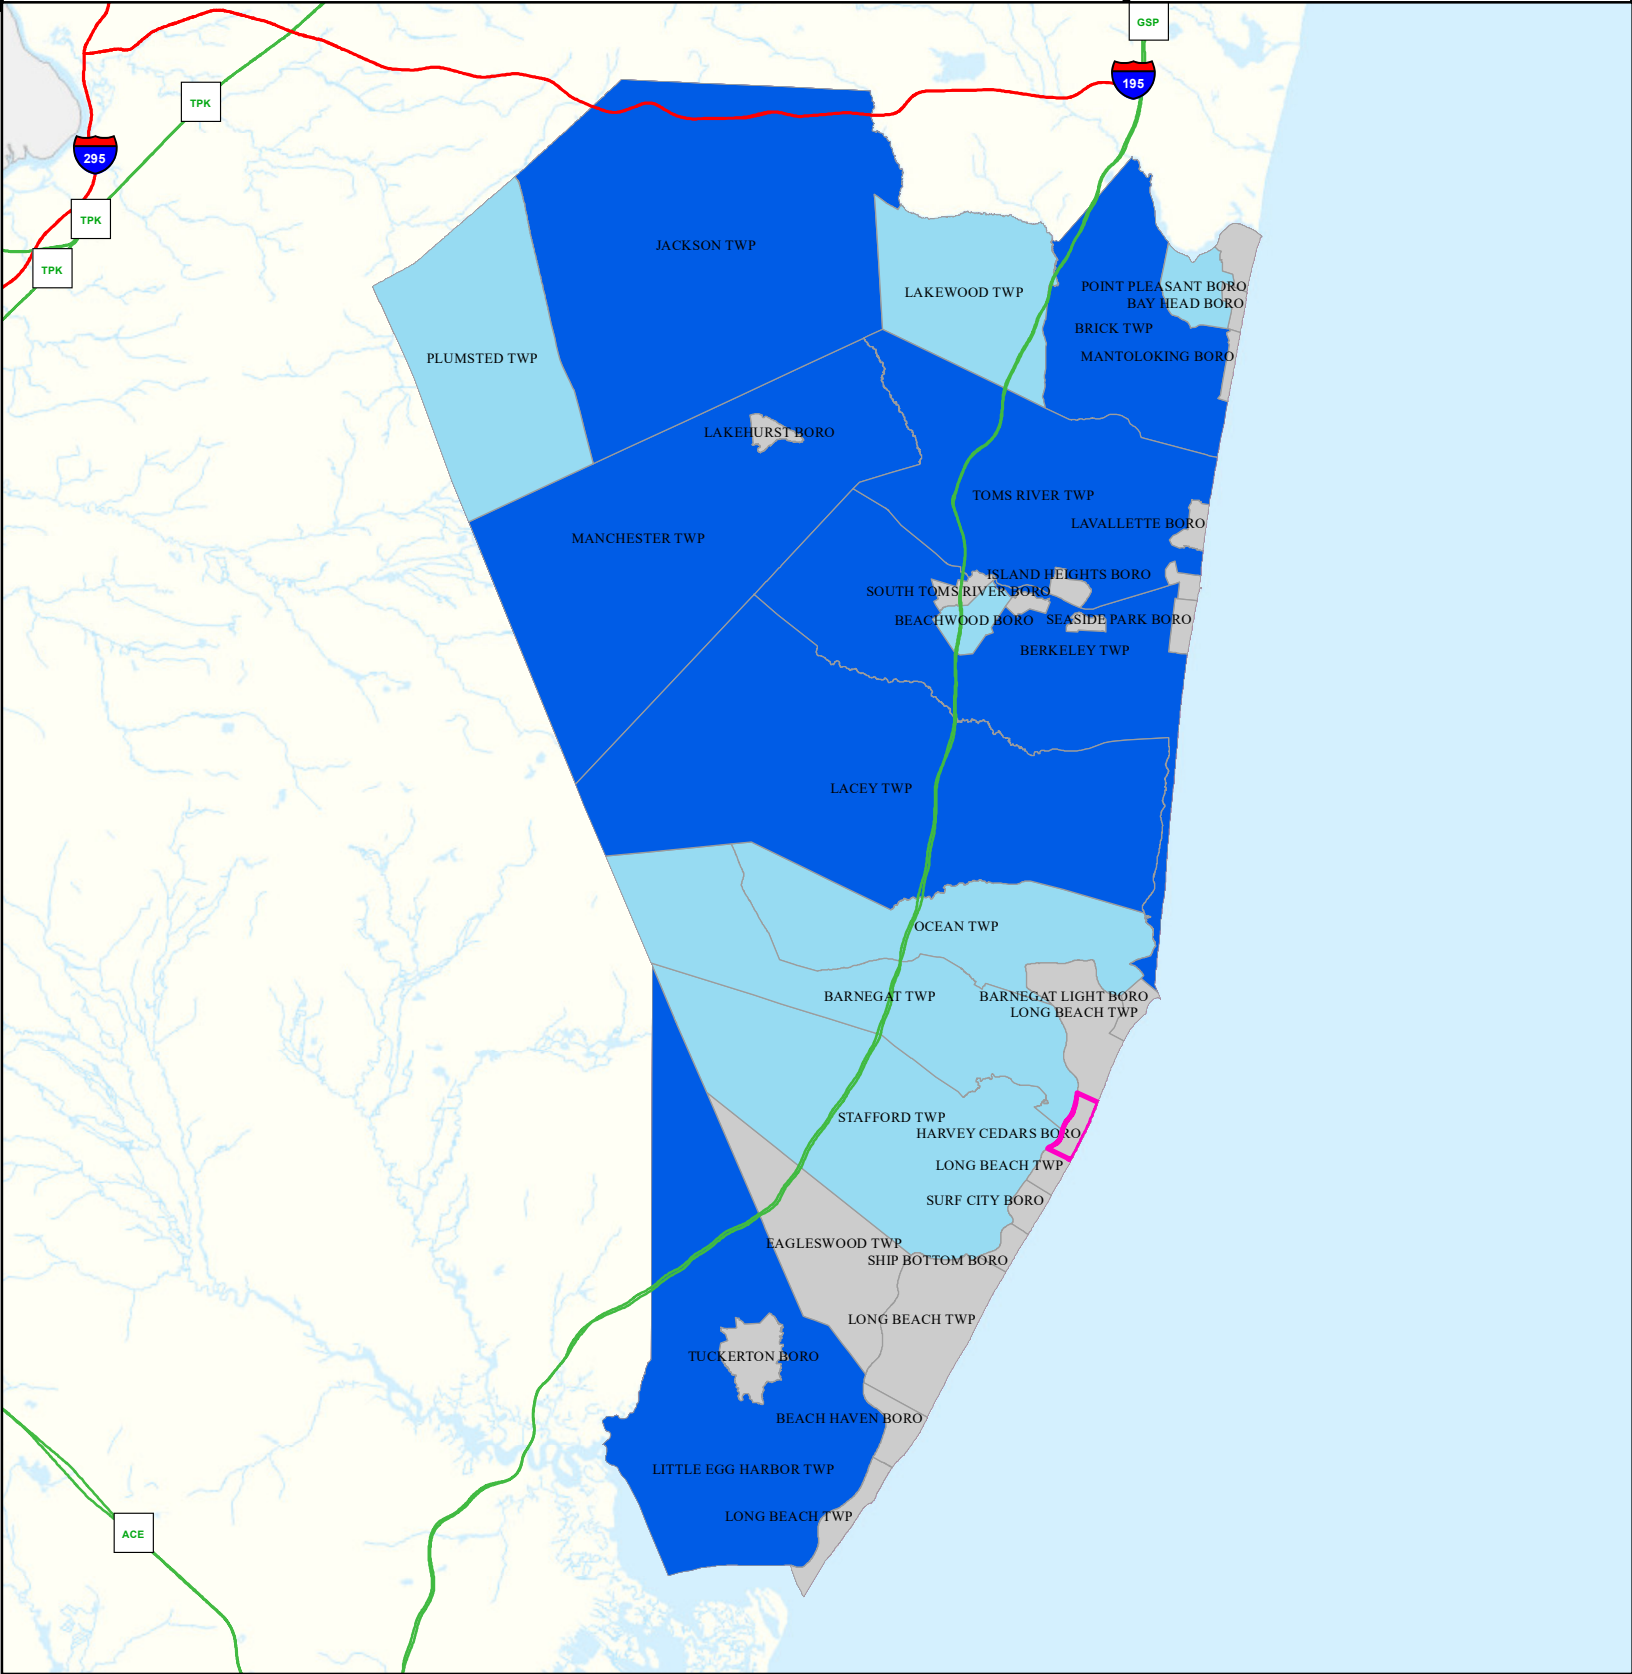 GSP
195
TPK
295
TPK
JACKSON TWP
TPK
POINT PLEASANT BORO
LAKEWOOD TWP
BAY HEAD BORO
BRICK TWP
PLUMSTED TWP
MANTOLOKING BORO
LAKEHURST BORO
TOMS RIVER TWP
LAVALLETTE BORO
MANCHESTER TWP
ISLAND HEIGHTS BORO
SOUTH TOMS RIVER BORO
BEACHWOOD BORO
SEASIDE PARK BORO
BERKELEY TWP
LACEY TWP
OCEAN TWP
BARNEGAT TWP
BARNEGAT LIGHT BORO
LONG BEACH TWP
STAFFORD TWP
HARVEY CEDARS BORO
LONG BEACH TWP
SURF CITY BORO
EAGLESWOOD TWP
SHIP BOTTOM BORO
LONG BEACH TWP
TUCKERTON BORO
BEACH HAVEN BORO
LITTLE EGG HARBOR TWP
LONG BEACH TWP
ACE